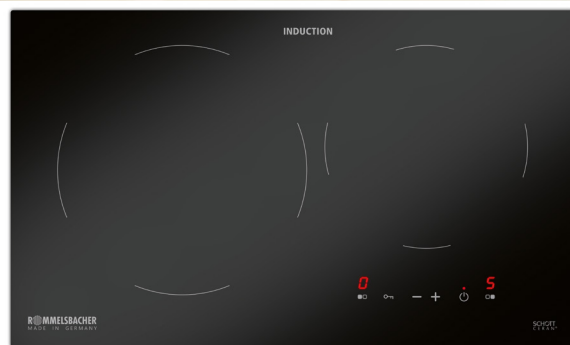 INDUCTION
0 5
ROMMELSBACHER
MADE IN GERMANY
SCHOTT
CERAN®